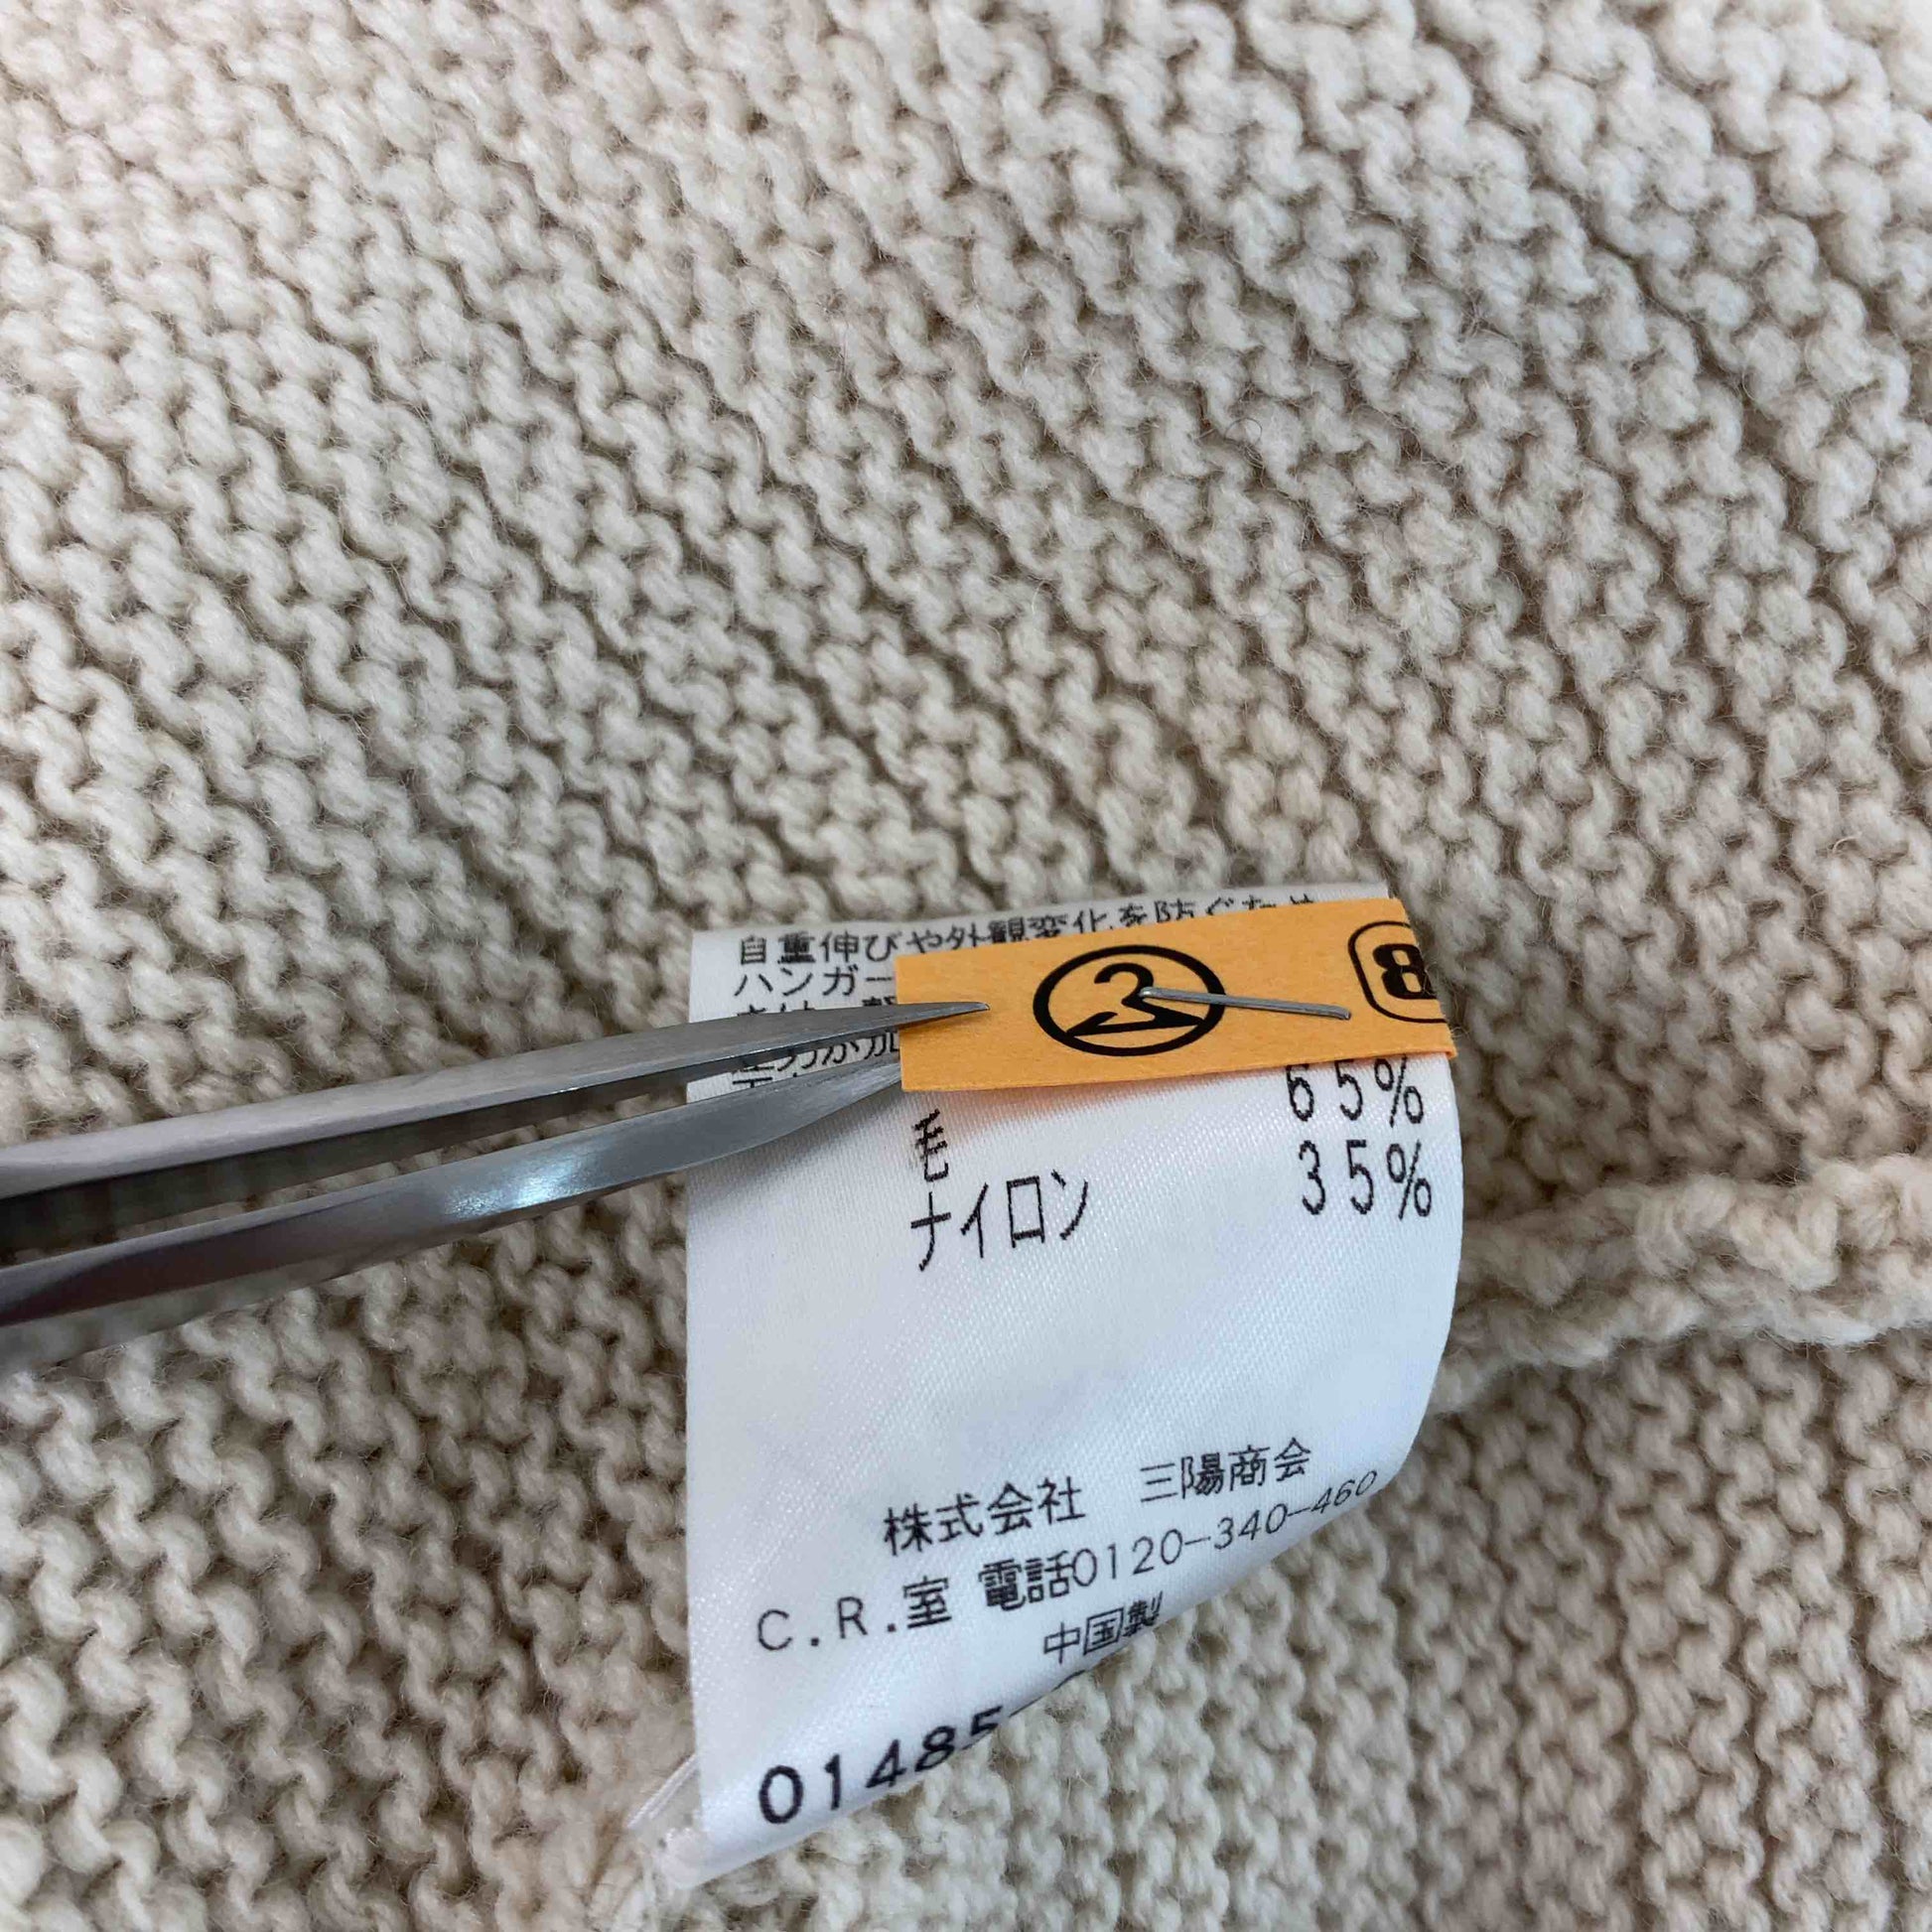 自重伸びや外観変化を防ぐため
ハンガー
3
8
毛 65%
ナイロン 35%
株式会社 三陽商会
C.R.室 電話0120-340-460
中国製
01485